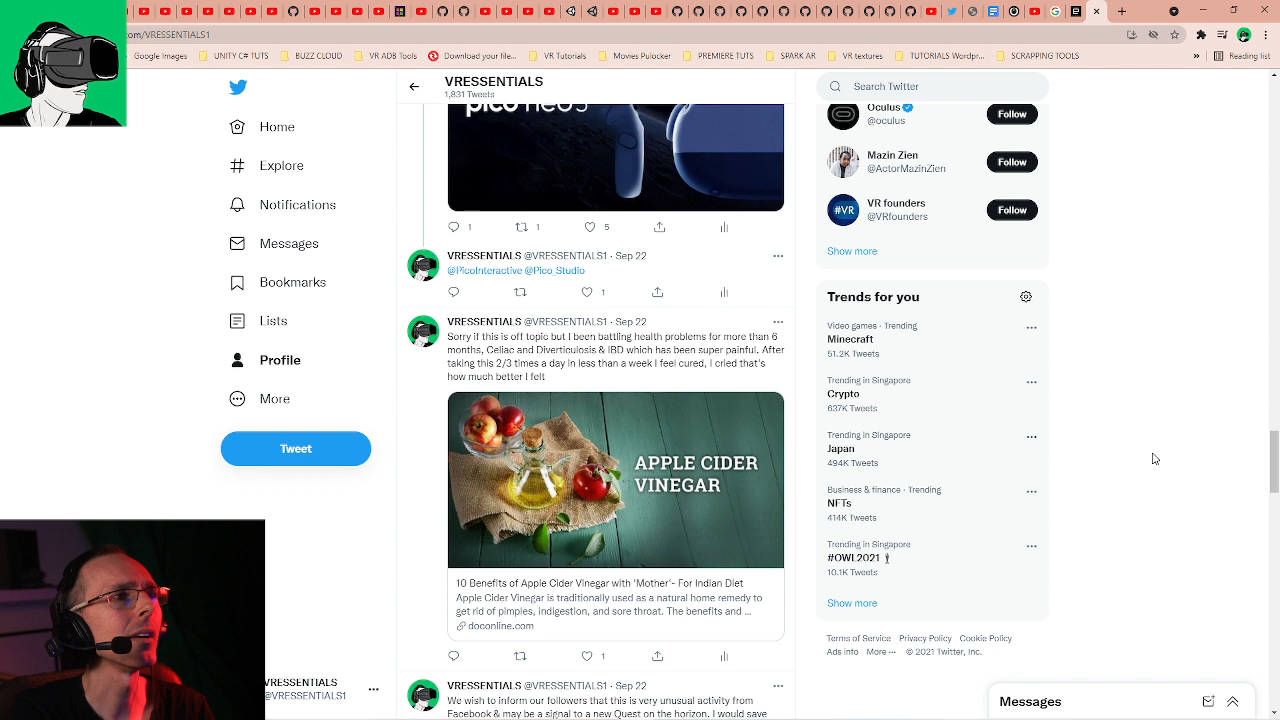 com/VRESSENTIALS1
Google Images
UNITY C# TUTS
BUZZ CLOUD
VR ADB Tools
Download your file...
VR Tutorials
Movies Pulocker
PREMIERE TUTS
SPARK AR
VR textures
TUTORIALS Wordpr...
SCRAPPING TOOLS
»
Reading list
VRESSENTIALS
1,831 Tweets
Search Twitter
Home
Explore
Notifications
Messages
Bookmarks
Lists
Profile
More
Tweet
VRESSENTIALS
@VRESSENTIALS1
pico neo3
1
1
5
VRESSENTIALS @VRESSENTIALS1 · Sep 22
@PicoInteractive @Pico_Studio
1
VRESSENTIALS @VRESSENTIALS1 · Sep 22
Sorry if this is off topic but I been battling health problems for more than 6
months, Celiac and Diverticulosis & IBD which has been super painful. After
taking this 2/3 times a day in less than a week I feel cured, I cried that's
how much better I felt
APPLE CIDER
VINEGAR
10 Benefits of Apple Cider Vinegar with 'Mother'- For Indian Diet
Apple Cider Vinegar is traditionally used as a natural home remedy to
get rid of pimples, indigestion, and sore throat. The benefits and ...
doconline.com
1
VRESSENTIALS @VRESSENTIALS1 · Sep 22
We wish to inform our followers that there is very unusual activity from
Facebook & may be a signal to a new Quest on the horizon. I would save
Oculus
@oculus
Follow
Mazin Zien
@ActorMazinZien
Follow
#VR
VR founders
@VRfounders
Follow
Show more
Trends for you
Video games · Trending
Minecraft
51.2K Tweets
Trending in Singapore
Crypto
637K Tweets
Trending in Singapore
Japan
494K Tweets
Business & finance · Trending
NFTs
414K Tweets
Trending in Singapore
#OWL2021
10.1K Tweets
Show more
Terms of Service Privacy Policy Cookie Policy
Ads info More ··· © 2021 Twitter, Inc.
Messages